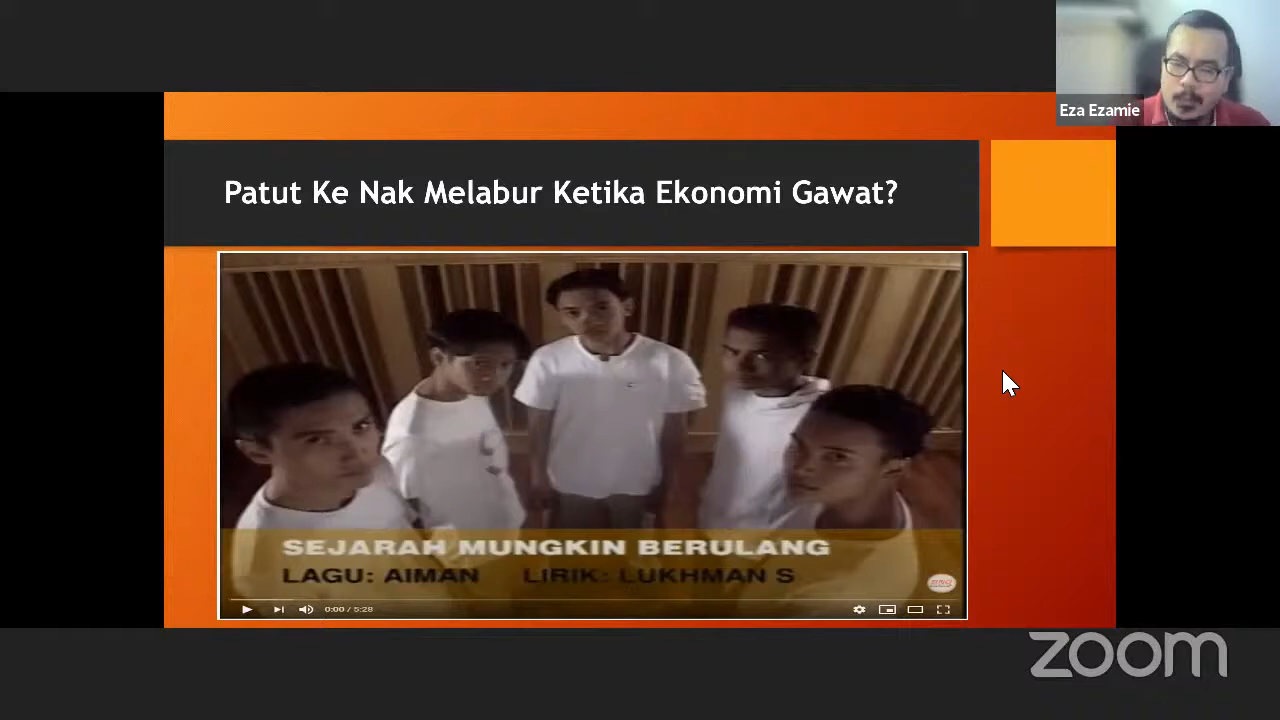 Eza Ezamie
Patut Ke Nak Melabur Ketika Ekonomi Gawat?
SEJARAH MUNGKIN BERULANG
LAGU: AIMAN LIRIK: LUKHMAN S
0:00 / 5:28
zoom